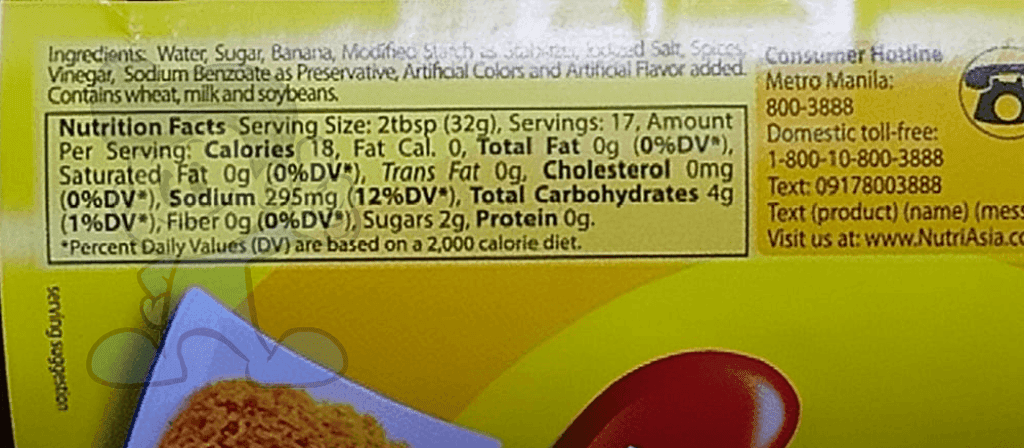 Ingredients: Water, Sugar, Banana, Modified Starch as Stabilizer, Iodized Salt, Spices,
Vinegar, Sodium Benzoate as Preservative, Artificial Colors and Artificial Flavor added.
Contains wheat, milk and soybeans.
Nutrition Facts Serving Size: 2tbsp (32g), Servings: 17, Amount
Per Serving: Calories 18, Fat Cal. 0, Total Fat 0g (0%DV*),
Saturated Fat 0g (0%DV*), Trans Fat 0g, Cholesterol 0mg
(0%DV*), Sodium 295mg (12%DV*), Total Carbohydrates 4g
(1%DV*), Fiber 0g (0%DV*), Sugars 2g, Protein 0g.
*Percent Daily Values (DV) are based on a 2,000 calorie diet.
Consumer Hotline
Metro Manila:
800-3888
Domestic toll-free:
1-800-10-800-3888
Text: 09178003888
Text (product) (name) (mess
Visit us at: www.NutriAsia.co
serving suggestion